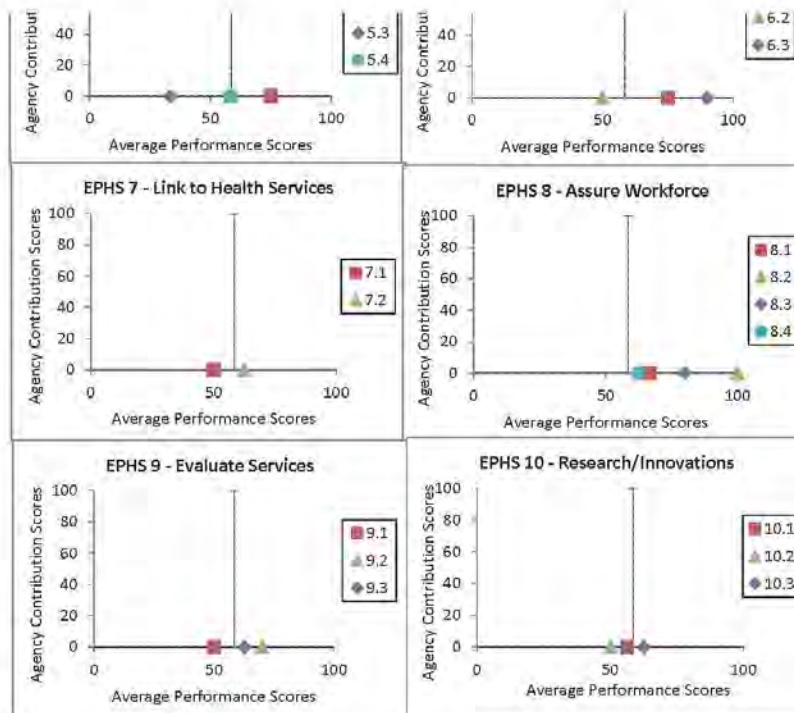 Agency Contribut
40
20
0
0 50 100
Average Performance Scores
5.3
5.4
Agency Contribut
40
20
0
0 50 100
Average Performance Scores
6.2
6.3
EPHS 7 - Link to Health Services
Agency Contribution Scores
100
80
60
40
20
0
0 50 100
Average Performance Scores
7.1
7.2
EPHS 8 - Assure Workforce
Agency Contribution Scores
100
80
60
40
20
0
0 50 100
Average Performance Scores
8.1
8.2
8.3
8.4
EPHS 9 - Evaluate Services
Agency Contribution Scores
100
80
60
40
20
0
0 50 100
Average Performance Scores
9.1
9.2
9.3
EPHS 10 - Research/Innovations
Agency Contribution Scores
100
80
60
40
20
0
0 50 100
Average Performance Scores
10.1
10.2
10.3